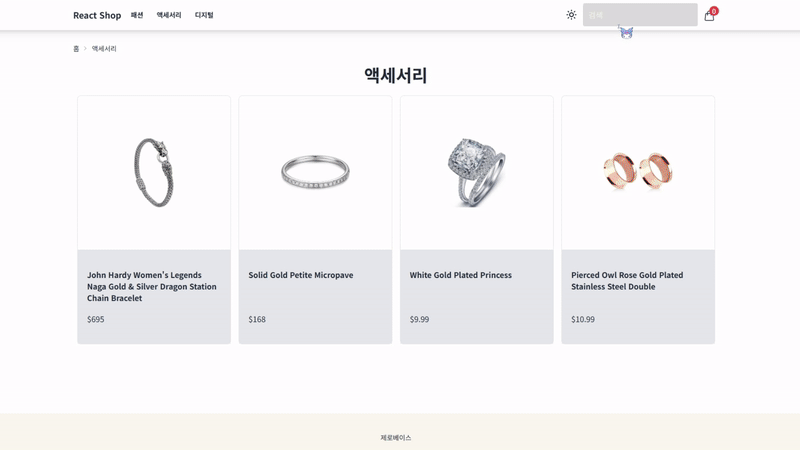 React Shop 패션 액세서리 디지털 검색 0
홈 > 액세서리
액세서리
John Hardy Women's Legends
Naga Gold & Silver Dragon Station
Chain Bracelet
$695
Solid Gold Petite Micropave
$168
White Gold Plated Princess
$9.99
Pierced Owl Rose Gold Plated
Stainless Steel Double
$10.99
제로베이스